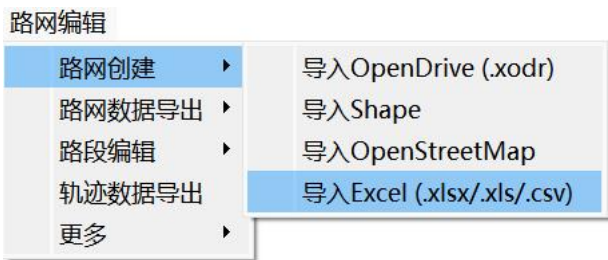 路网编辑
路网创建
路网数据导出
路段编辑
轨迹数据导出
更多
导入OpenDrive (.xodr)
导入Shape
导入OpenStreetMap
导入Excel (.xlsx/.xls/.csv)